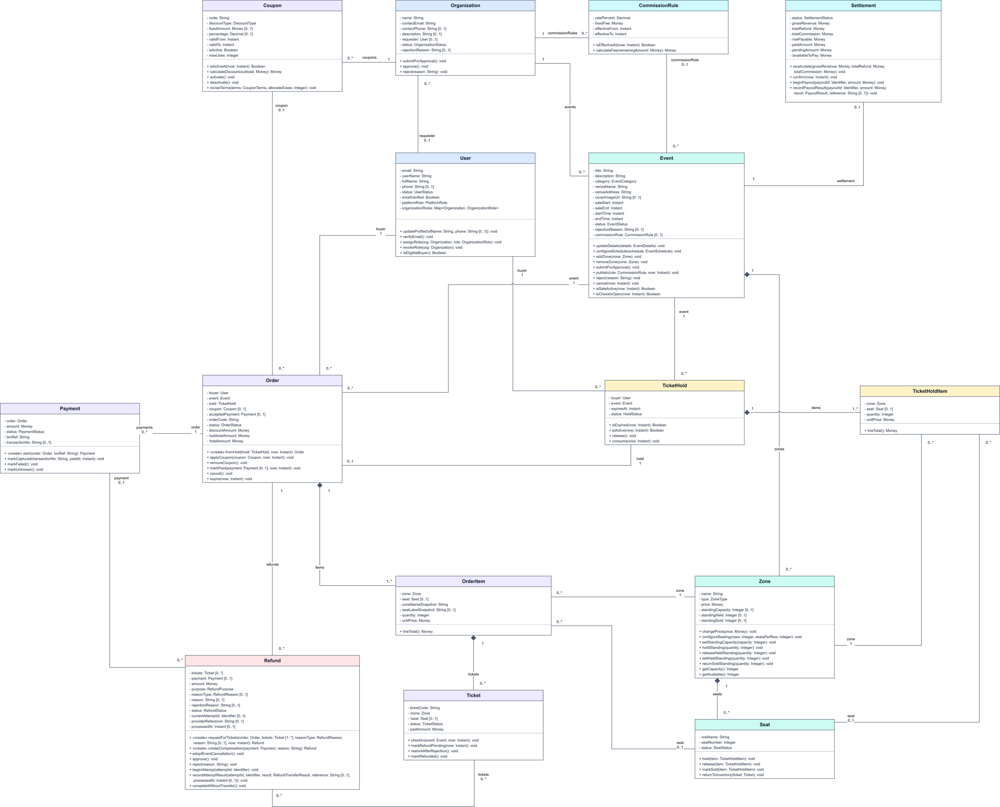 Coupon
- code: String
- discountType: DiscountType
- fixedAmount: Money [0..1]
- percentage: Decimal [0..1]
- validFrom: Instant
- validTo: Instant
- isActive: Boolean
- maxUses: Integer
+ isActiveAt(now: Instant): Boolean
+ calculateDiscount(subtotal: Money): Money
+ activate(): void
+ deactivate(): void
+ reviseTerms(terms: CouponTerms, allocatedUses: Integer): void
0..*
coupons
1
Organization
- name: String
- contactEmail: String
- contactPhone: String [0..1]
- description: String [0..1]
- requester: User [0..1]
- status: OrganizationStatus
- rejectionReason: String [0..1]
+ submitForApproval(): void
+ approve(): void
+ reject(reason: String): void
1
commissionRules
0..*
1
CommissionRule
- ratePercent: Decimal
- fixedFee: Money
- effectiveFrom: Instant
- effectiveTo: Instant
+ isEffectiveAt(now: Instant): Boolean
+ calculateFee(remainingAmount: Money): Money
commissionRule
0..1
Settlement
- status: SettlementStatus
- grossRevenue: Money
- totalRefund: Money
- totalCommission: Money
- /netPayable: Money
- paidAmount: Money
- pendingAmount: Money
- /availableToPay: Money
+ recalculate(grossRevenue: Money, totalRefund: Money,
totalCommission: Money): void
+ confirm(now: Instant): void
+ beginPayout(payoutId: Identifier, amount: Money): void
+ recordPayoutResult(payoutId: Identifier, amount: Money,
result: PayoutResult, reference: String [0..1]): void
0..1
coupon
0..1
0..*
events
requester
0..1
0..*
0..*
1
settlement
User
- email: String
- userName: String
- fullName: String
- phone: String [0..1]
- status: UserStatus
- emailVerified: Boolean
- platformRole: PlatformRole
- organizationRoles: Map<Organization, OrganizationRole>
+ updateProfile(fullName: String, phone: String [0..1]): void
+ verifyEmail(): void
+ assignRole(org: Organization, role: OrganizationRole): void
+ revokeRole(org: Organization): void
+ isEligibleBuyer(): Boolean
buyer
1
buyer
1
Event
- title: String
- description: String
- category: EventCategory
- venueName: String
- venueAddress: String
- coverImageUrl: String [0..1]
- saleStart: Instant
- saleEnd: Instant
- startTime: Instant
- endTime: Instant
- status: EventStatus
- rejectionReason: String [0..1]
- commissionRule: CommissionRule [0..1]
+ updateDetails(details: EventDetails): void
+ configureSchedule(schedule: EventSchedule): void
+ addZone(zone: Zone): void
+ removeZone(zone: Zone): void
+ submitForApproval(): void
+ publish(rule: CommissionRule, now: Instant): void
+ reject(reason: String): void
+ cancel(now: Instant): void
+ isSaleActive(now: Instant): Boolean
+ isCheckInOpen(now: Instant): Boolean
event
1
1
event
1
0..*
0..*
0..*
0..*
0..*
Order
- buyer: User
- event: Event
- hold: TicketHold
- coupon: Coupon [0..1]
- acceptedPayment: Payment [0..1]
- orderCode: String
- status: OrderStatus
- discountAmount: Money
- /subtotalAmount: Money
- /totalAmount: Money
+ «create» fromHold(hold: TicketHold, now: Instant): Order
+ applyCoupon(coupon: Coupon, now: Instant): void
+ removeCoupon(): void
+ markPaid(payment: Payment [0..1], now: Instant): void
+ cancel(): void
+ expire(now: Instant): void
TicketHold
- buyer: User
- event: Event
- expiresAt: Instant
- status: HoldStatus
+ isExpired(now: Instant): Boolean
+ isActive(now: Instant): Boolean
+ release(): void
+ consume(now: Instant): void
1
items
1..*
TicketHoldItem
- zone: Zone
- seat: Seat [0..1]
- quantity: Integer
- unitPrice: Money
+ lineTotal(): Money
0..*
0..*
Payment
- order: Order
- amount: Money
- status: PaymentStatus
- txnRef: String
- transactionNo: String [0..1]
+ «create» start(order: Order, txnRef: String): Payment
+ markCaptured(transactionNo: String, paidAt: Instant): void
+ markFailed(): void
+ markUnknown(): void
payments
0..*
order
1
payment
0..1
0..1
hold
1
zones
1
1
refunds
items
1..*
0..*
OrderItem
- zone: Zone
- seat: Seat [0..1]
- zoneNameSnapshot: String
- seatLabelSnapshot: String [0..1]
- quantity: Integer
- unitPrice: Money
+ lineTotal(): Money
0..*
zone
1
0..*
Zone
- name: String
- type: ZoneType
- price: Money
- standingCapacity: Integer [0..1]
- standingHeld: Integer [0..1]
- standingSold: Integer [0..1]
+ changePrice(price: Money): void
+ configureSeating(rows: Integer, seatsPerRow: Integer): void
+ setStandingCapacity(capacity: Integer): void
+ holdStanding(quantity: Integer): void
+ releaseHeldStanding(quantity: Integer): void
+ sellHeldStanding(quantity: Integer): void
+ returnSoldStanding(quantity: Integer): void
+ getCapacity(): Integer
+ getAvailable(): Integer
zone
1
1
seats
0..*
1
tickets
0..*
0..*
0..*
Refund
- tickets: Ticket [0..*]
- payment: Payment [0..1]
- amount: Money
- purpose: RefundPurpose
- reasonType: RefundReason [0..1]
- reason: String [0..1]
- rejectionReason: String [0..1]
- status: RefundStatus
- currentAttemptId: Identifier [0..1]
- providerReference: String [0..1]
- processedAt: Instant [0..1]
+ «create» requestForTickets(order: Order, tickets: Ticket [1..*], reasonType: RefundReason,
reason: String [0..1], now: Instant): Refund
+ «create» createCompensation(payment: Payment, reason: String): Refund
+ adoptEventCancellation(): void
+ approve(): void
+ reject(reason: String): void
+ beginAttempt(attemptId: Identifier): void
+ recordAttemptResult(attemptId: Identifier, result: RefundTransferResult, reference: String [0..1],
processedAt: Instant [0..1]): void
+ completeWithoutTransfer(): void
Ticket
- ticketCode: String
- /zone: Zone
- /seat: Seat [0..1]
- status: TicketStatus
- paidAmount: Money
+ checkIn(event: Event, now: Instant): void
+ markRefundPending(now: Instant): void
+ restoreAfterRejection(): void
+ markRefunded(): void
seat
0..1
Seat
- rowName: String
- seatNumber: Integer
- status: SeatStatus
+ hold(item: TicketHoldItem): void
+ release(item: TicketHoldItem): void
+ markSold(item: TicketHoldItem): void
+ returnToInventory(ticket: Ticket): void
seat
0..1
tickets
0..*
0..*